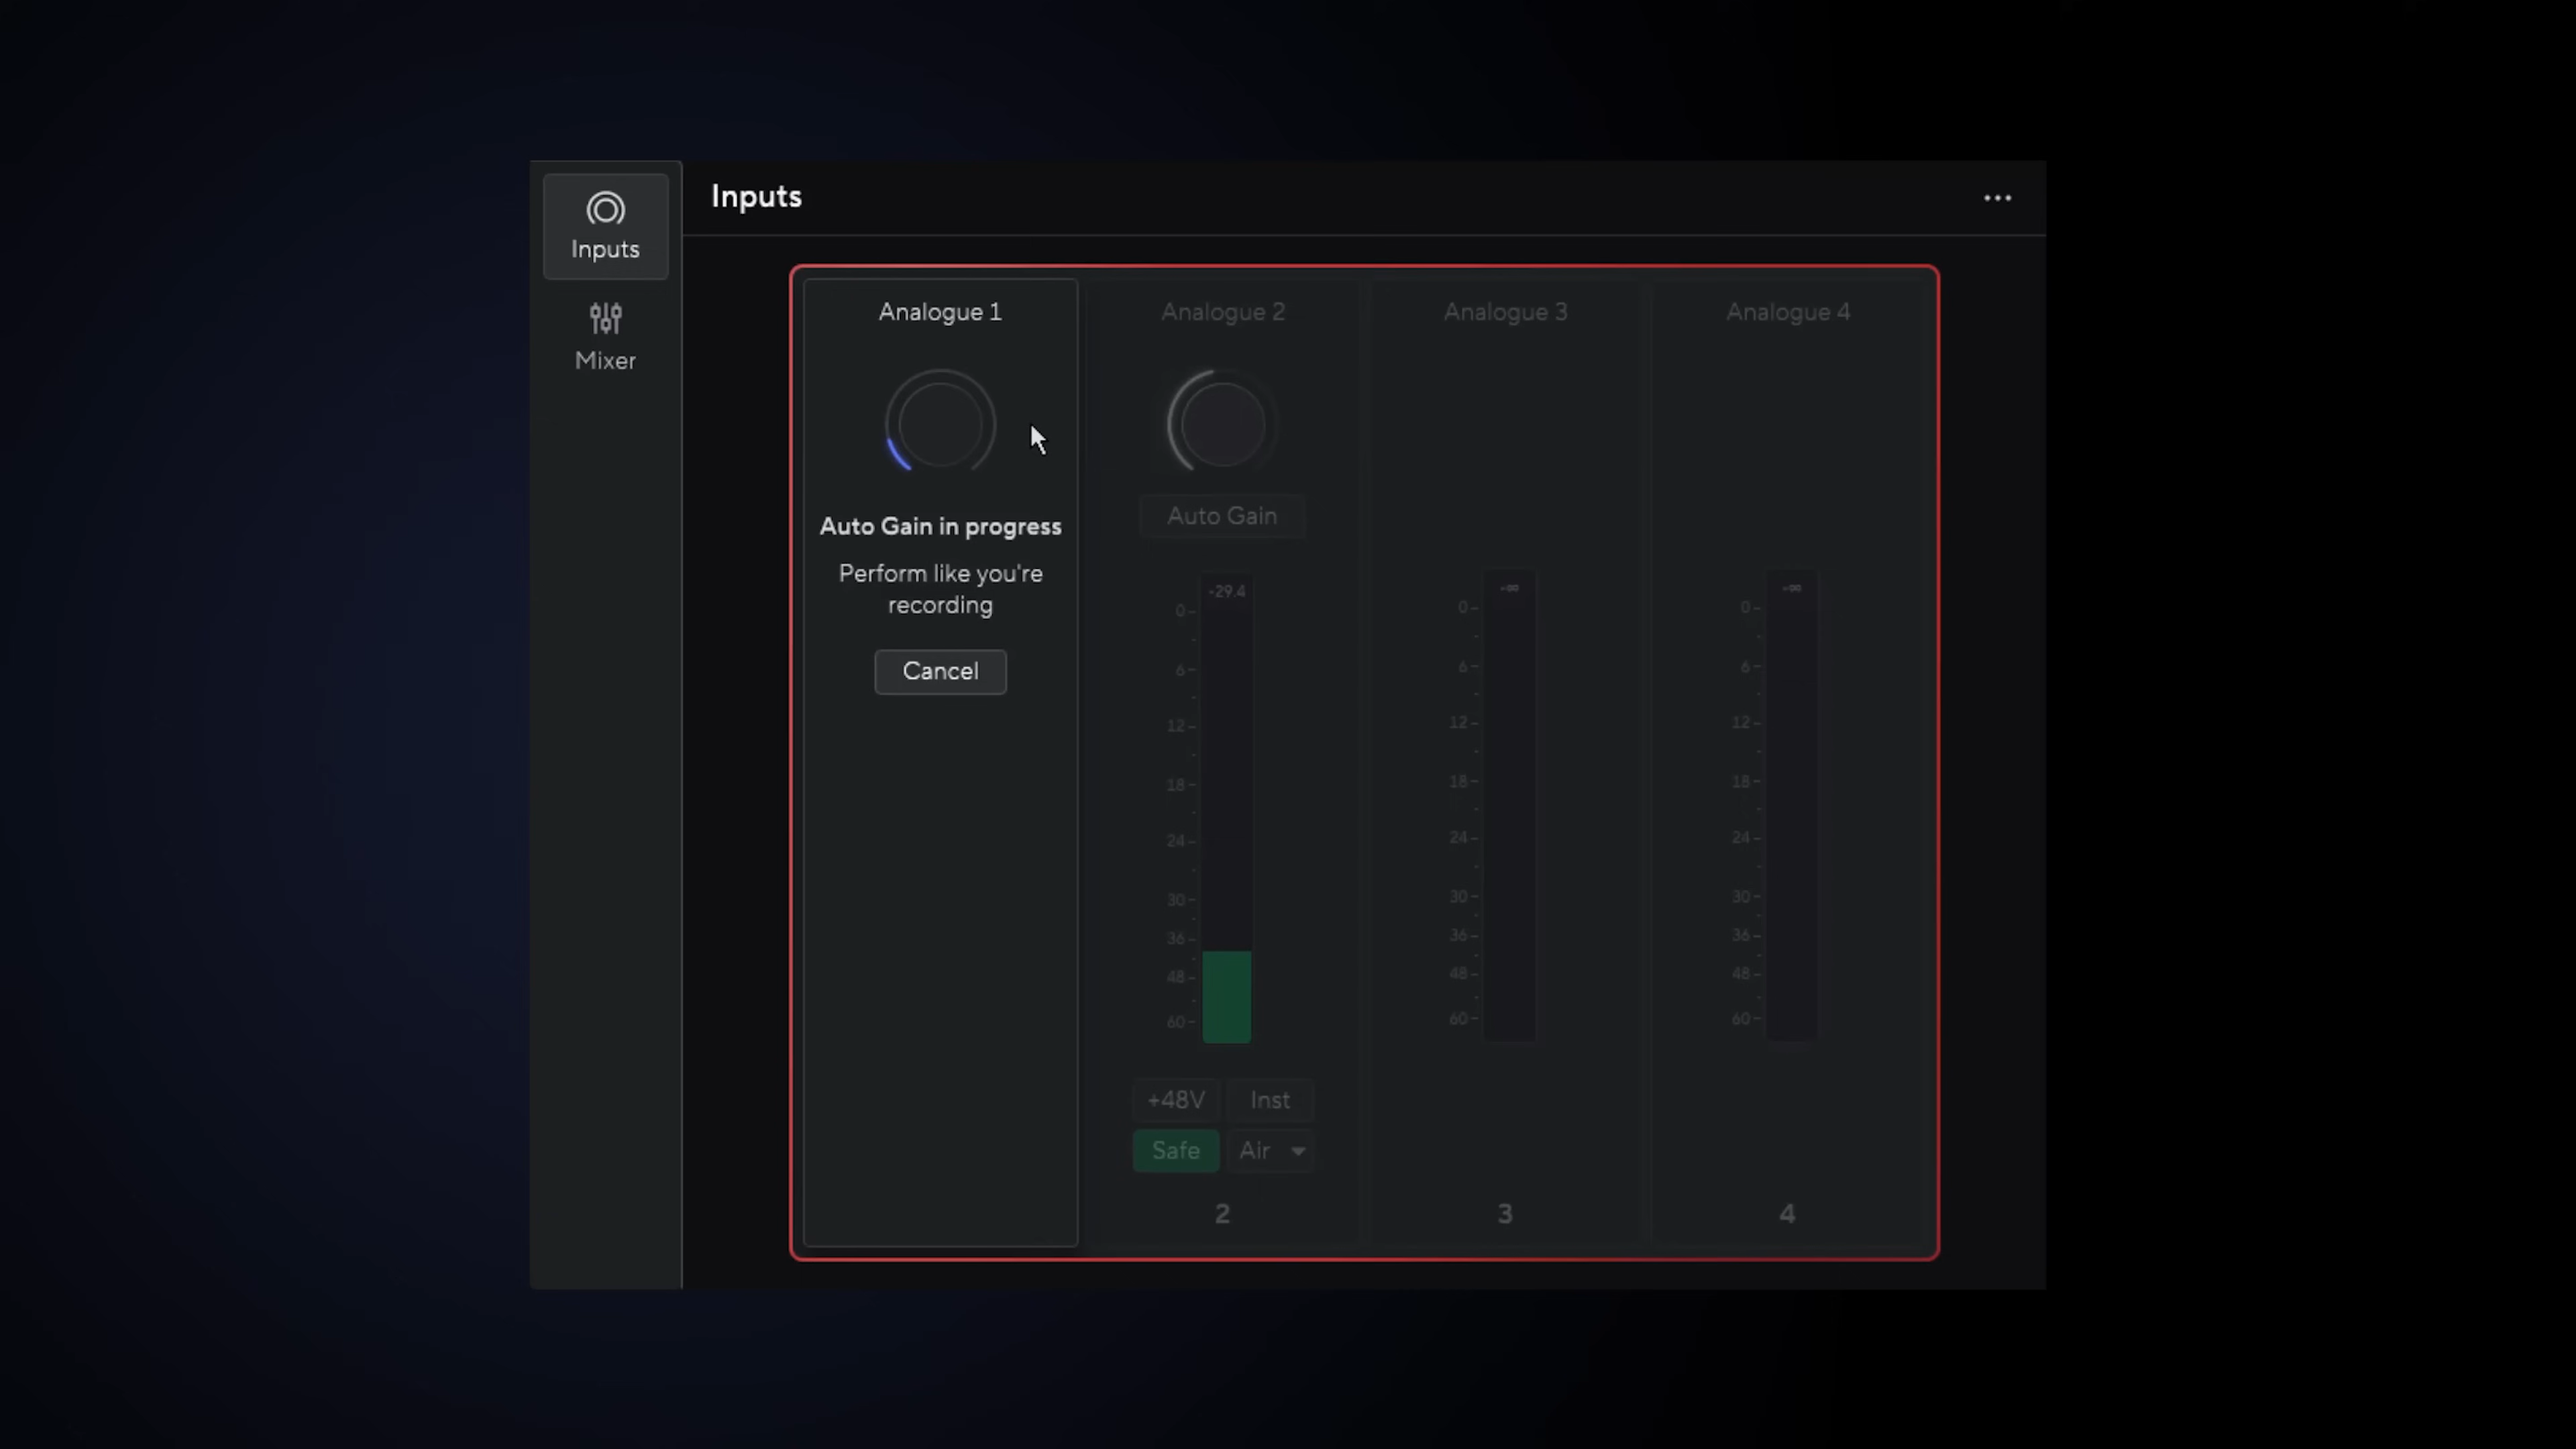 Inputs
Mixer
Inputs
...
Analogue 1
Auto Gain in progress
Perform like you're
recording
Cancel
Analogue 2
Auto Gain
-29.4
0
6
12
18
24
30
36
48
60
+48V Inst
Safe Air
2
Analogue 3
-∞
0
6
12
18
24
30
36
48
60
3
Analogue 4
-∞
0
6
12
18
24
30
36
48
60
4